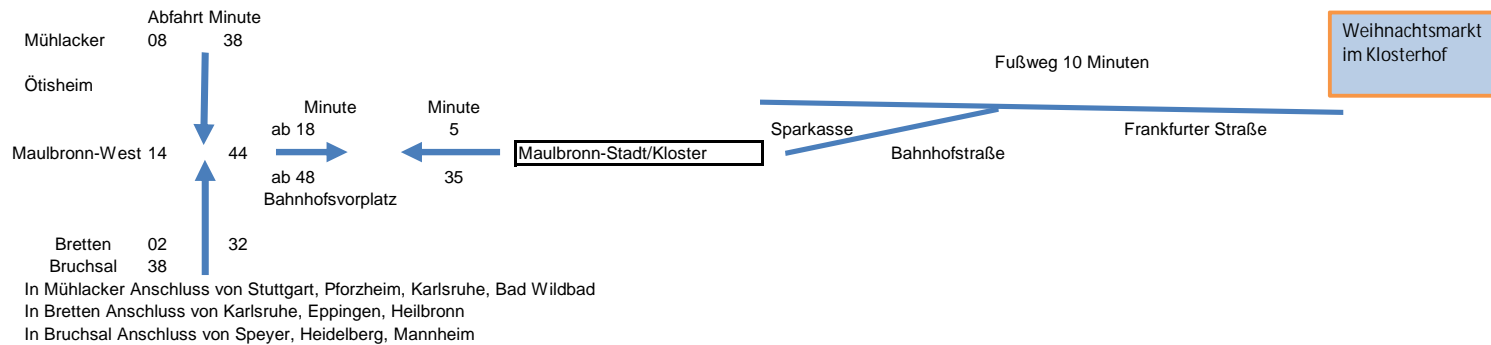 Abfahrt Minute
Mühlacker 08 38
Weihnachtsmarkt
im Klosterhof
Fußweg 10 Minuten
Ötisheim
Minute Minute
ab 18 5
Sparkasse Frankfurter Straße
Maulbronn-West 14 44 Maulbronn-Stadt/Kloster Bahnhofstraße
ab 48 35
Bahnhofsvorplatz
Bretten 02 32
Bruchsal 38
In Mühlacker Anschluss von Stuttgart, Pforzheim, Karlsruhe, Bad Wildbad
In Bretten Anschluss von Karlsruhe, Eppingen, Heilbronn
In Bruchsal Anschluss von Speyer, Heidelberg, Mannheim